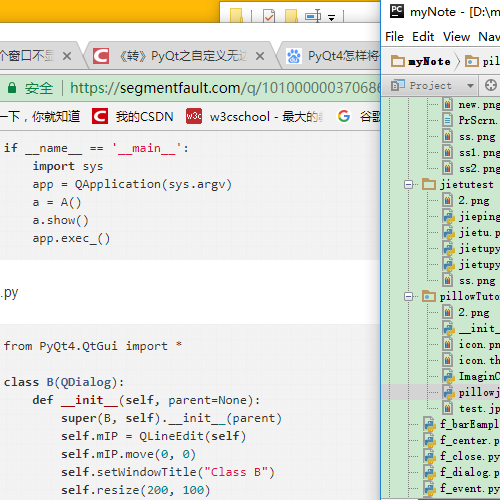 个窗口不显
《转》PyQt之自定义无边
PyQt4怎样将
安全 https://segmentfault.com/q/101000000370686
一下，你就知道 我的CSDN w3cschool - 最大的 谷歌
if __name__ == '__main__':
import sys
app = QApplication(sys.argv)
a = A()
a.show()
app.exec_()
.py
from PyQt4.QtGui import *
class B(QDialog):
def __init__(self, parent=None):
super(B, self).__init__(parent)
self.mIP = QLineEdit(self)
self.mIP.move(0, 0)
self.setWindowTitle("Class B")
self.resize(200, 100)
PC myNote - [D:\m
File Edit View Nav
myNote pil
Project
new.png
PrScrn.
ss.png
ss1.png
ss2.png
jietutest
2.png
jieping
jietu.p
jietupy
jietupy
ss.png
pillowTuto
2.png
__init_
icon.pn
icon.th
ImaginC
pillowj
test.jp
f_barEampl
f_center.p
f_close.py
f_dialog.p
f_event.py